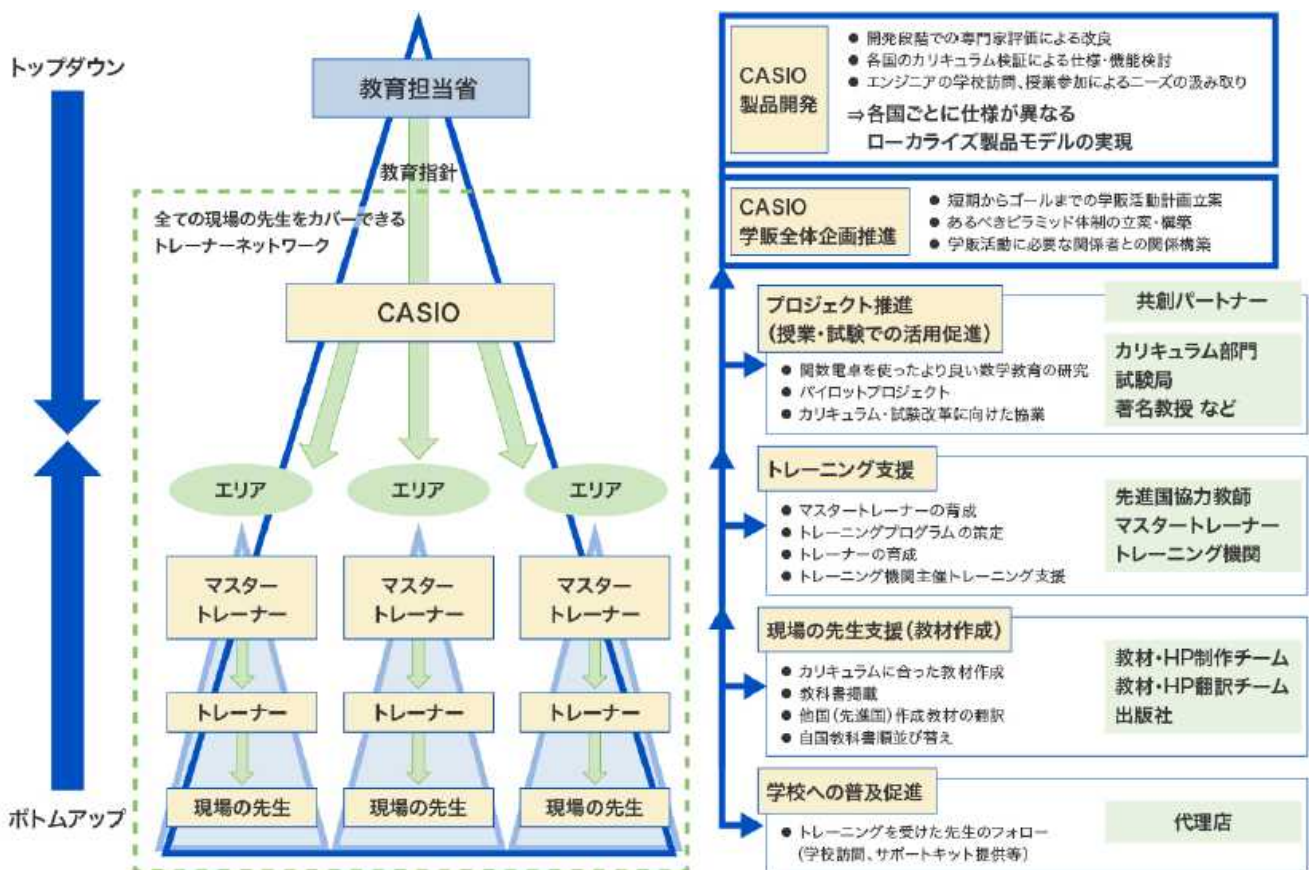 トップダウン
ボトムアップ
教育担当省
教育指針
全ての現場の先生をカバーできる
トレーナーネットワーク
CASIO
エリア
エリア
エリア
マスター
トレーナー
マスター
トレーナー
マスター
トレーナー
トレーナー
トレーナー
トレーナー
現場の先生
現場の先生
現場の先生
CASIO
製品開発
● 開発段階での専門家評価による改良
● 各国のカリキュラム検証による仕様・機能検討
● エンジニアの学校訪問、授業参加によるニーズの汲み取り
⇒各国ごとに仕様が異なる
ローカライズ製品モデルの実現
CASIO
学販全体企画推進
● 短期からゴールまでの学販活動計画立案
● あるべきピラミッド体制の立案・構築
● 学販活動に必要な関係者との関係構築
プロジェクト推進
(授業・試験での活用促進)
● 関数電卓を使ったより良い数学教育の研究
● パイロットプロジェクト
● カリキュラム・試験改革に向けた協業
共創パートナー
カリキュラム部門
試験局
著名教授 など
トレーニング支援
● マスタートレーナーの育成
● トレーニングプログラムの策定
● トレーナーの育成
● トレーニング機関主催トレーニング支援
先進国協力教師
マスタートレーナー
トレーニング機関
現場の先生支援(教材作成)
● カリキュラムに合った教材作成
● 教科書掲載
● 他国(先進国)作成教材の翻訳
● 自国教科書順並び替え
教材・HP制作チーム
教材・HP翻訳チーム
出版社
学校への普及促進
● トレーニングを受けた先生のフォロー
(学校訪問、サポートキット提供等)
代理店